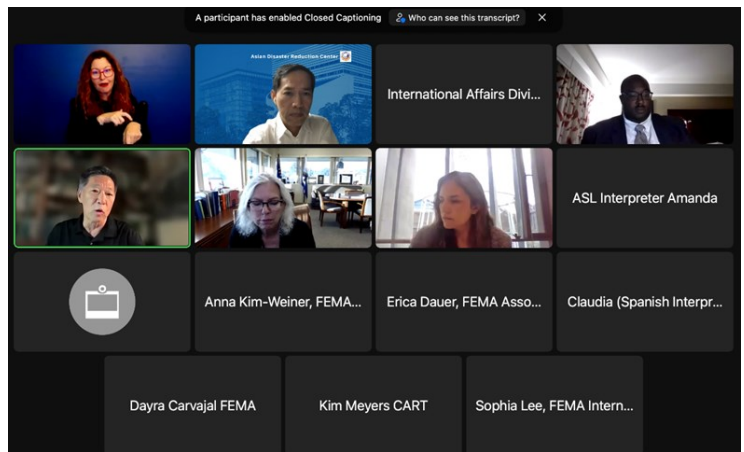 A participant has enabled Closed Captioning Who can see this transcript?
Asian Disaster Reduction Center
International Affairs Divi...
ASL Interpreter Amanda
Anna Kim-Weiner, FEMA...
Erica Dauer, FEMA Asso...
Claudia (Spanish Interpr...
Dayra Carvajal FEMA
Kim Meyers CART
Sophia Lee, FEMA Intern...